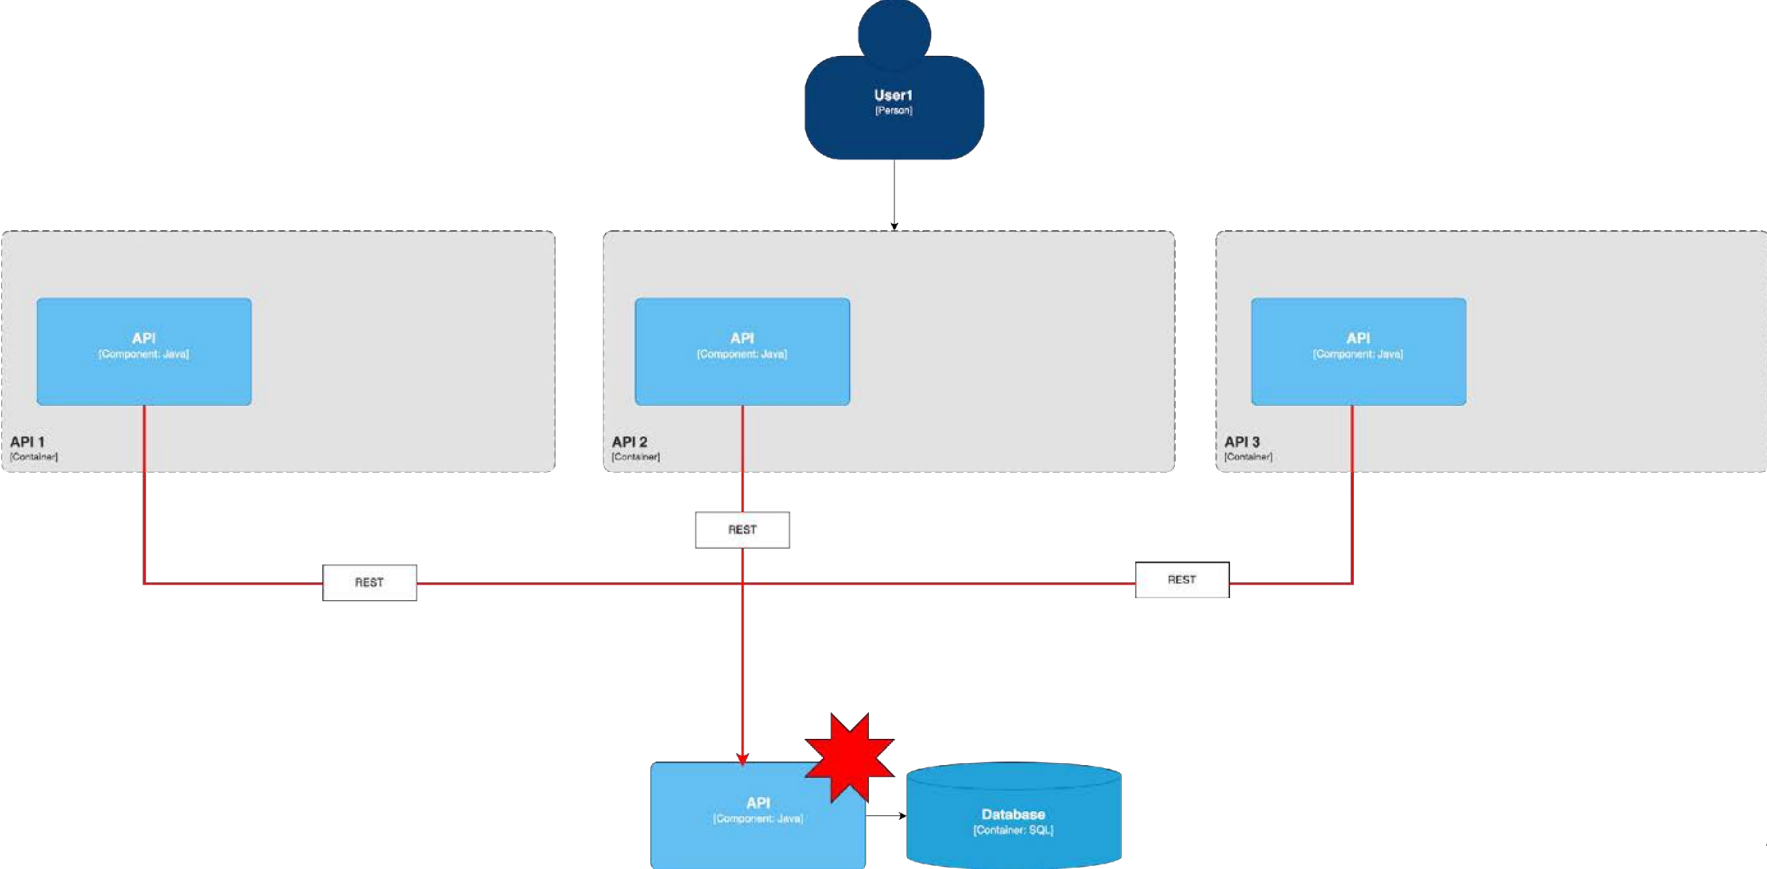 User1
[Person]
API
[Component: Java]
API 1
[Container]
API
[Component: Java]
API 2
[Container]
API
[Component: Java]
API 3
[Container]
REST
REST
REST
API
[Component: Java]
Database
[Container: SQL]